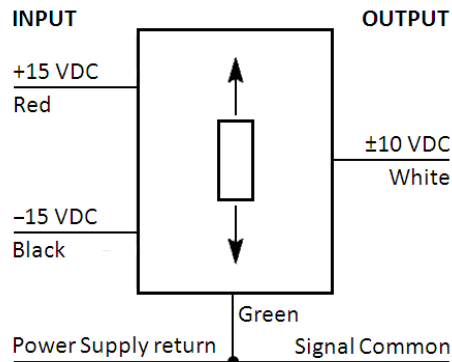 INPUT
OUTPUT
+15 VDC
Red
±10 VDC
White
–15 VDC
Black
Green
Power Supply return
Signal Common